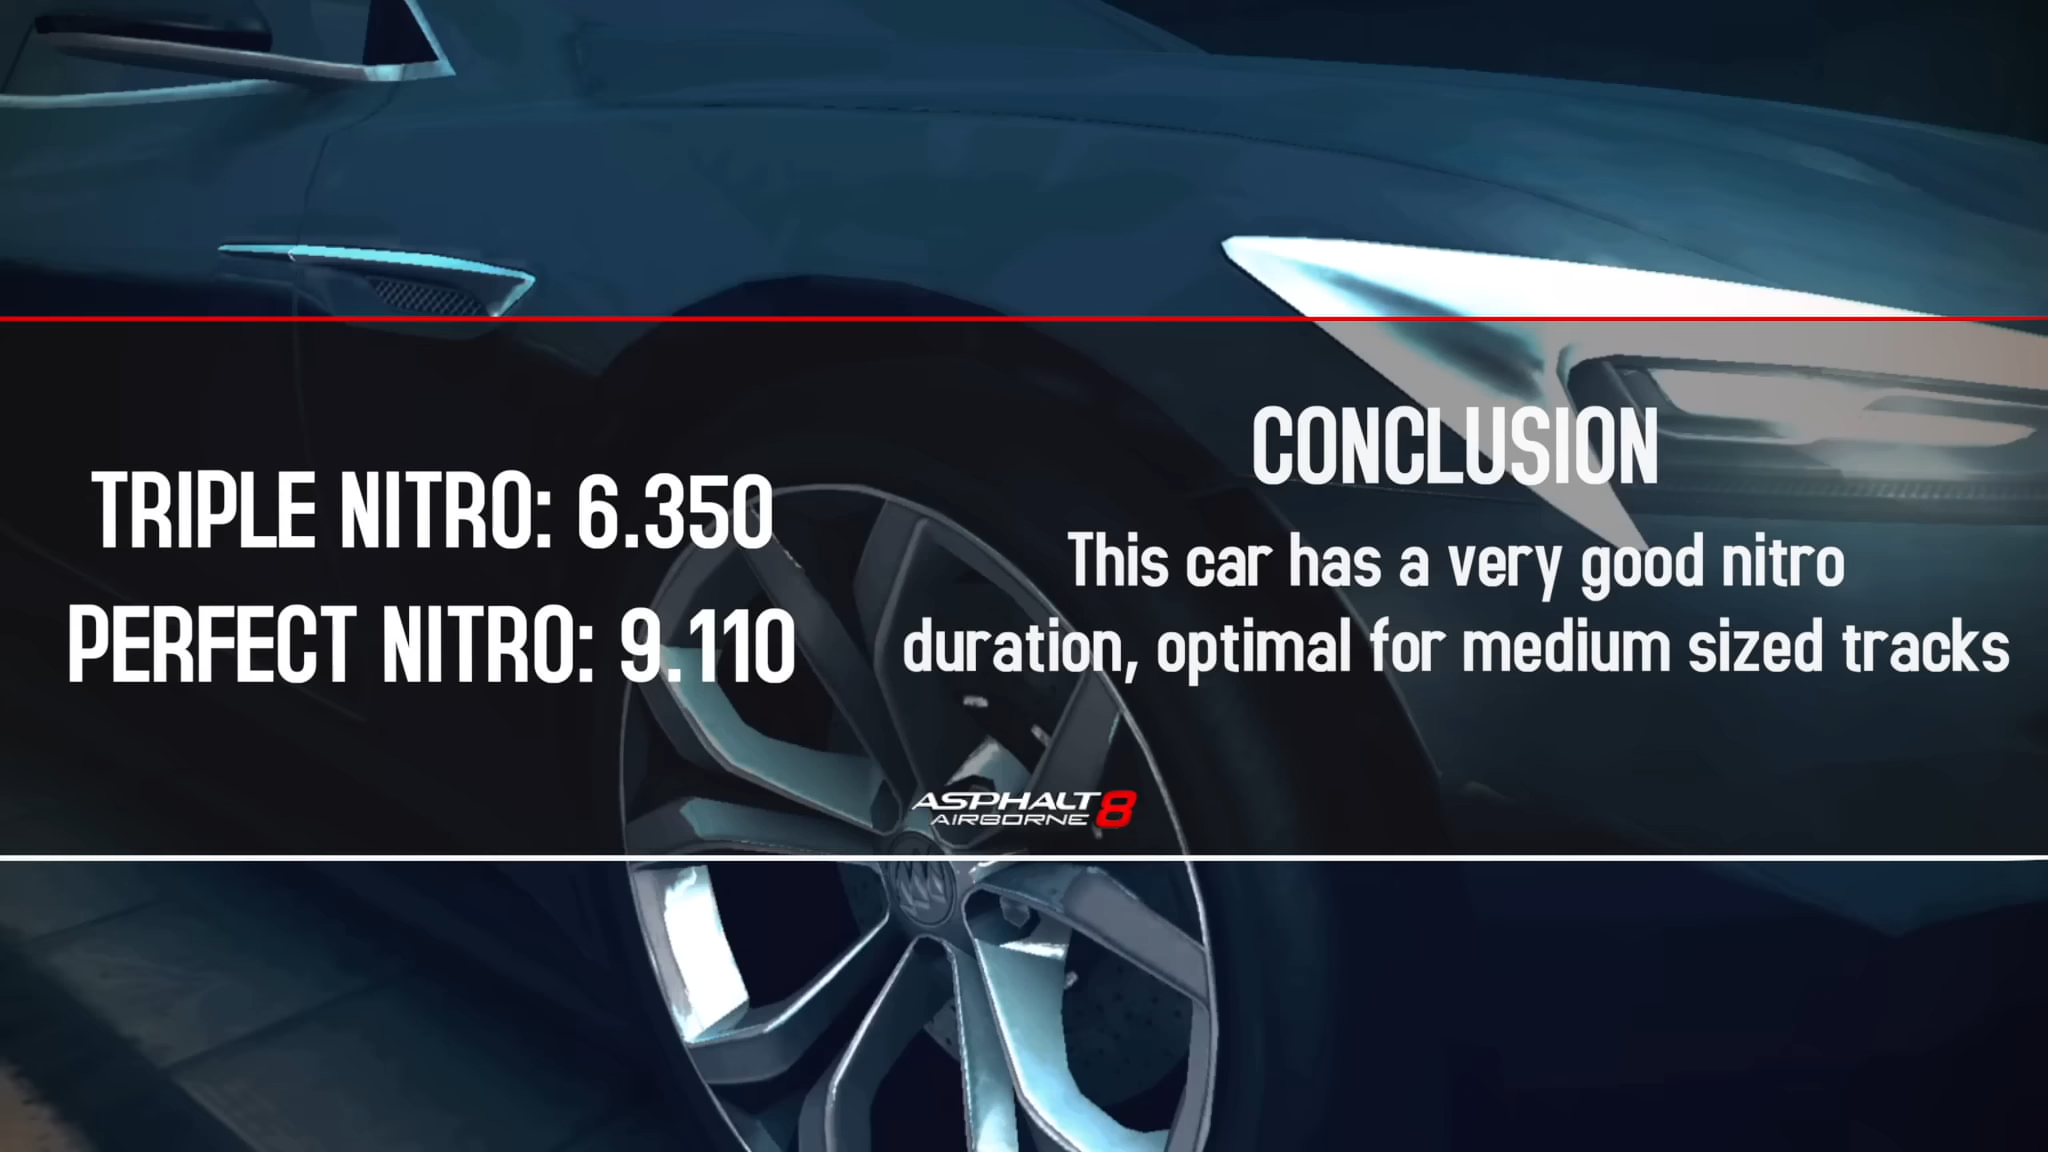 TRIPLE NITRO: 6.350
PERFECT NITRO: 9.110
CONCLUSION
This car has a very good nitro
duration, optimal for medium sized tracks
ASPHALT 8
AIRBORNE